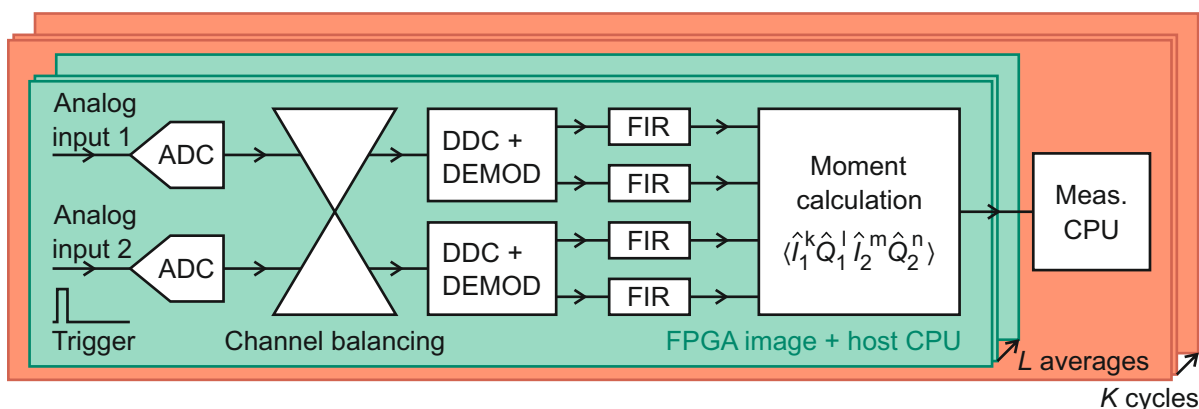 Analog
input 1
ADC
DDC +
DEMOD
FIR
FIR
Moment
calculation
⟨Î₁ᵏQ̂₁ˡÎ₂ᵐQ̂₂ⁿ⟩
Meas.
CPU
Analog
input 2
ADC
DDC +
DEMOD
FIR
FIR
Trigger
Channel balancing
FPGA image + host CPU
L averages
K cycles